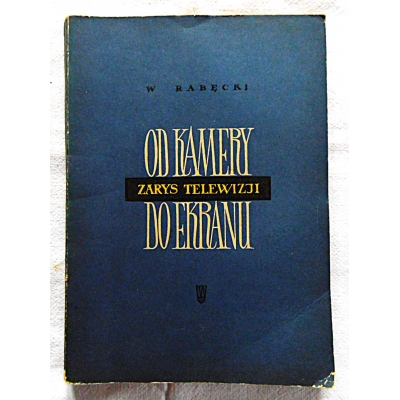 W RABĘCKI
OD KAMERY
ZARYS TELEWIZJI
DO EKRANU